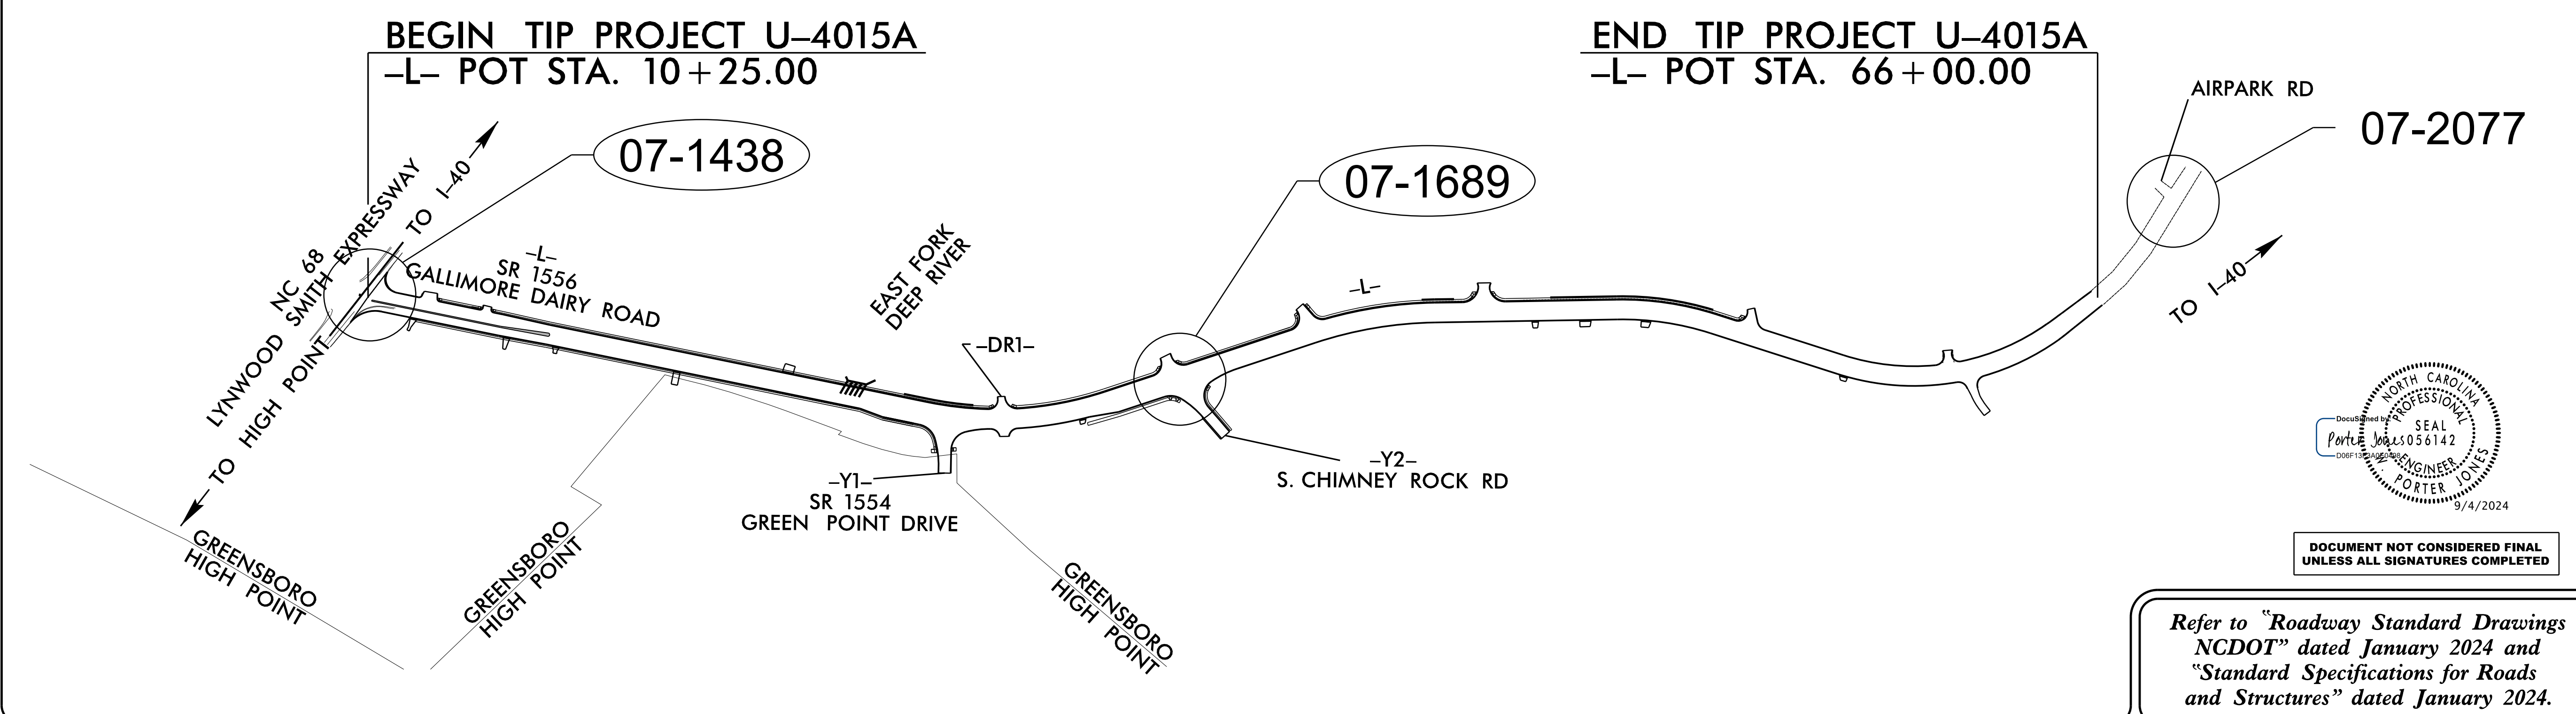 BEGIN TIP PROJECT U–4015A
–L– POT STA. 10+25.00
END TIP PROJECT U–4015A
–L– POT STA. 66+00.00
AIRPARK RD
07-2077
07-1438
07-1689
NC 68
LYNWOOD SMITH EXPRESSWAY
TO I–40
TO HIGH POINT
–L–
SR 1556
GALLIMORE DAIRY ROAD
EAST FORK
DEEP RIVER
–DR1–
–L–
TO I–40
–Y1–
SR 1554
GREEN POINT DRIVE
–Y2–
S. CHIMNEY ROCK RD
GREENSBORO
HIGH POINT
GREENSBORO
HIGH POINT
GREENSBORO
HIGH POINT
NORTH CAROLINA
PROFESSIONAL
SEAL
056142
ENGINEER
W. PORTER JONES
DocuSigned by:
Porter Jones
9/4/2024
DOCUMENT NOT CONSIDERED FINAL
UNLESS ALL SIGNATURES COMPLETED
Refer to "Roadway Standard Drawings
NCDOT" dated January 2024 and
"Standard Specifications for Roads
and Structures" dated January 2024.